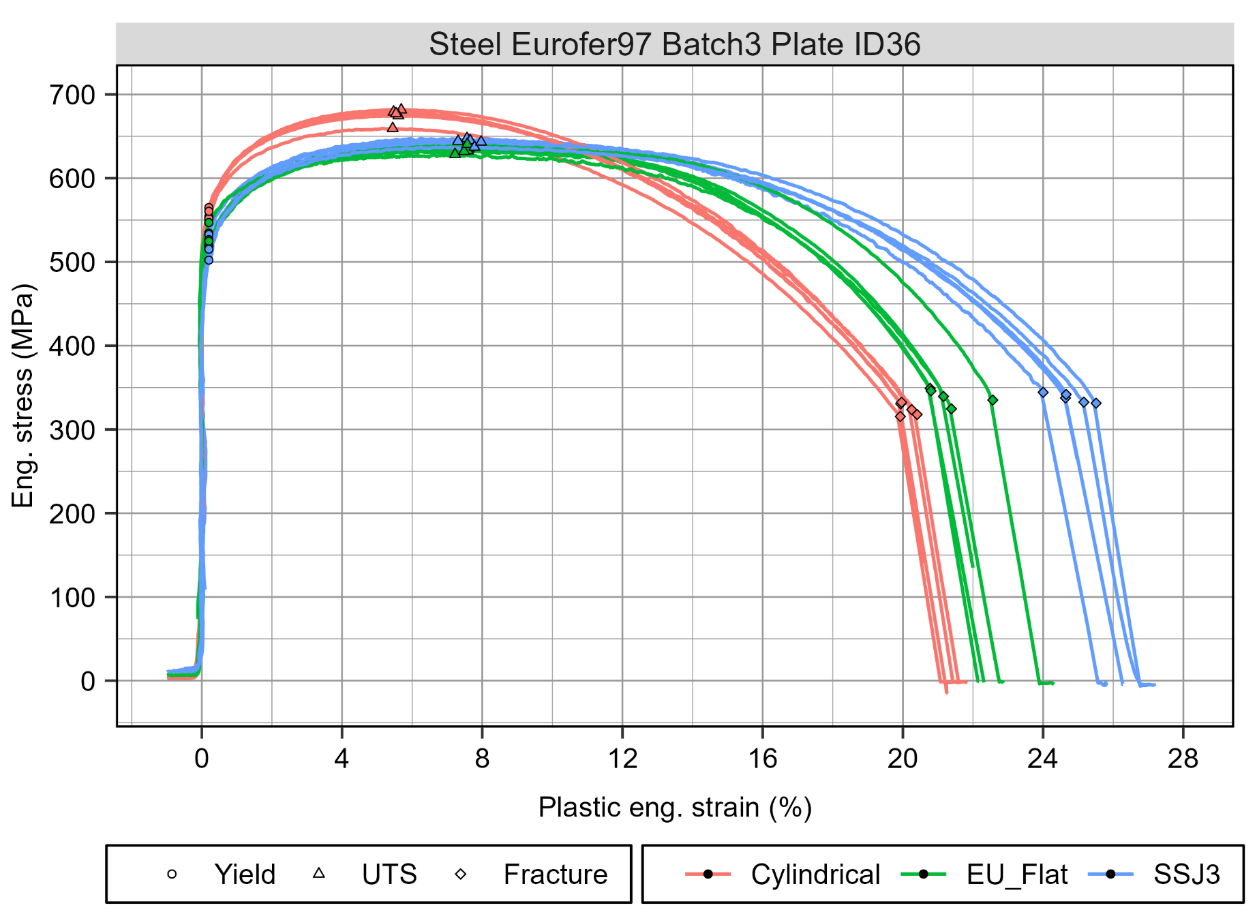 Steel Eurofer97 Batch3 Plate ID36
Eng. stress (MPa)
700
600
500
400
300
200
100
0
0 4 8 12 16 20 24 28
Plastic eng. strain (%)
Yield UTS Fracture Cylindrical EU_Flat SSJ3